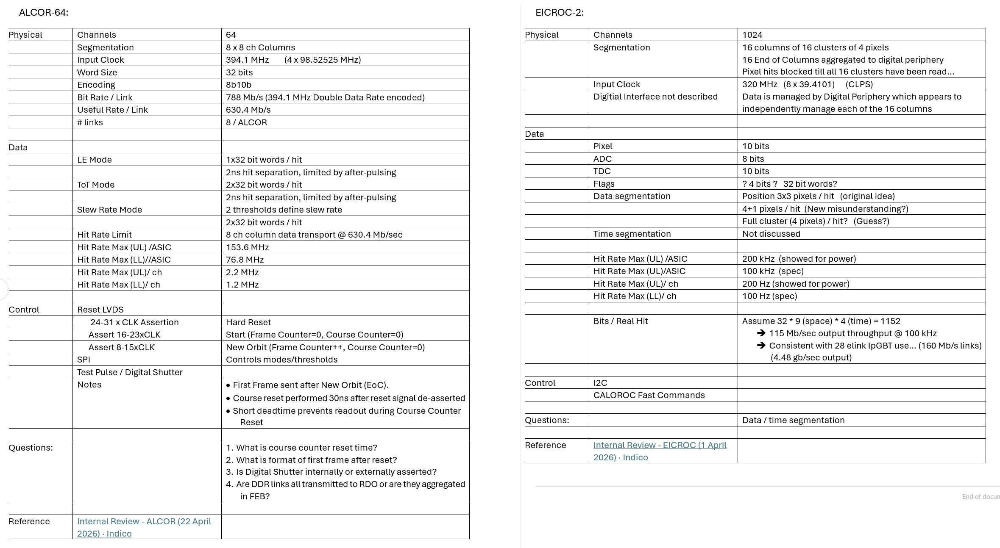 ALCOR-64:
Physical Channels 64
Segmentation 8 x 8 ch Columns
Input Clock 394.1 MHz (4 x 98.52525 MHz)
Word Size 32 bits
Encoding 8b10b
Bit Rate / Link 788 Mb/s (394.1 MHz Double Data Rate encoded)
Useful Rate / Link 630.4 Mb/s
# links 8 / ALCOR
Data
LE Mode 1x32 bit words / hit
2ns hit separation, limited by after-pulsing
ToT Mode 2x32 bit words / hit
2ns hit separation, limited by after-pulsing
Slew Rate Mode 2 thresholds define slew rate
2x32 bit words / hit
Hit Rate Limit 8 ch column data transport @ 630.4 Mb/sec
Hit Rate Max (UL) /ASIC 153.6 MHz
Hit Rate Max (LL)//ASIC 76.8 MHz
Hit Rate Max (UL)/ ch 2.2 MHz
Hit Rate Max (LL)/ ch 1.2 MHz
Control Reset LVDS
24-31 x CLK Assertion Hard Reset
Assert 16-23xCLK Start (Frame Counter=0, Course Counter=0)
Assert 8-15xCLK New Orbit (Frame Counter++, Course Counter=0)
SPI Controls modes/thresholds
Test Pulse / Digital Shutter
Notes • First Frame sent after New Orbit (EoC).
• Course reset performed 30ns after reset signal de-asserted
• Short deadtime prevents readout during Course Counter
Reset
Questions: 1. What is course counter reset time?
2. What is format of first frame after reset?
3. Is Digital Shutter internally or externally asserted?
4. Are DDR links all transmitted to RDO or are they aggregated
in FEB?
Reference Internal Review - ALCOR (22 April
2026) · Indico
EICROC-2:
Physical Channels 1024
Segmentation 16 columns of 16 clusters of 4 pixels
16 End of Columns aggregated to digital periphery
Pixel hits blocked till all 16 clusters have been read...
Input Clock 320 MHz (8 x 39.4101) (CLPS)
Digitial Interface not described Data is managed by Digital Periphery which appears to
independently manage each of the 16 columns
Data
Pixel 10 bits
ADC 8 bits
TDC 10 bits
Flags ? 4 bits ? 32 bit words?
Data segmentation Position 3x3 pixels / hit (original idea)
4+1 pixels / hit (New misunderstanding?)
Full cluster (4 pixels) / hit? (Guess?)
Time segmentation Not discussed
Hit Rate Max (UL) /ASIC 200 kHz (showed for power)
Hit Rate Max (UL)/ASIC 100 kHz (spec)
Hit Rate Max (UL)/ ch 200 Hz (showed for power)
Hit Rate Max (LL)/ ch 100 Hz (spec)
Bits / Real Hit Assume 32 * 9 (space) * 4 (time) = 1152
➔ 115 Mb/sec output throughput @ 100 kHz
➔ Consistent with 28 elink lpGBT use... (160 Mb/s links)
(4.48 gb/sec output)
Control I2C
CALOROC Fast Commands
Questions: Data / time segmentation
Reference Internal Review - EICROC (1 April
2026) · Indico
End of docun